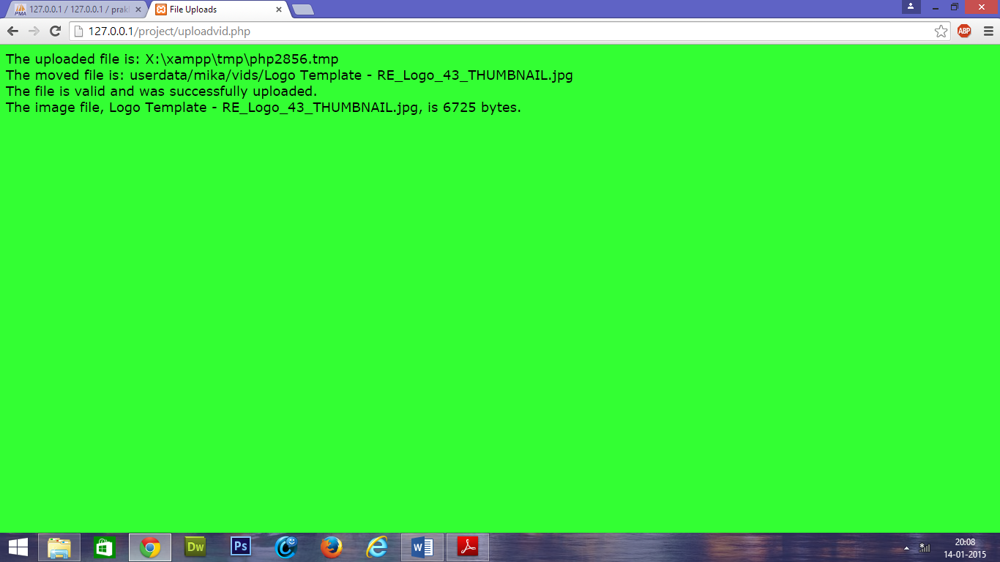 127.0.0.1 / 127.0.0.1 / prakl
File Uploads
127.0.0.1/project/uploadvid.php
ABP
The uploaded file is: X:\xampp\tmp\php2856.tmp
The moved file is: userdata/mika/vids/Logo Template - RE_Logo_43_THUMBNAIL.jpg
The file is valid and was successfully uploaded.
The image file, Logo Template - RE_Logo_43_THUMBNAIL.jpg, is 6725 bytes.
Dw
Ps
20:08
14-01-2015